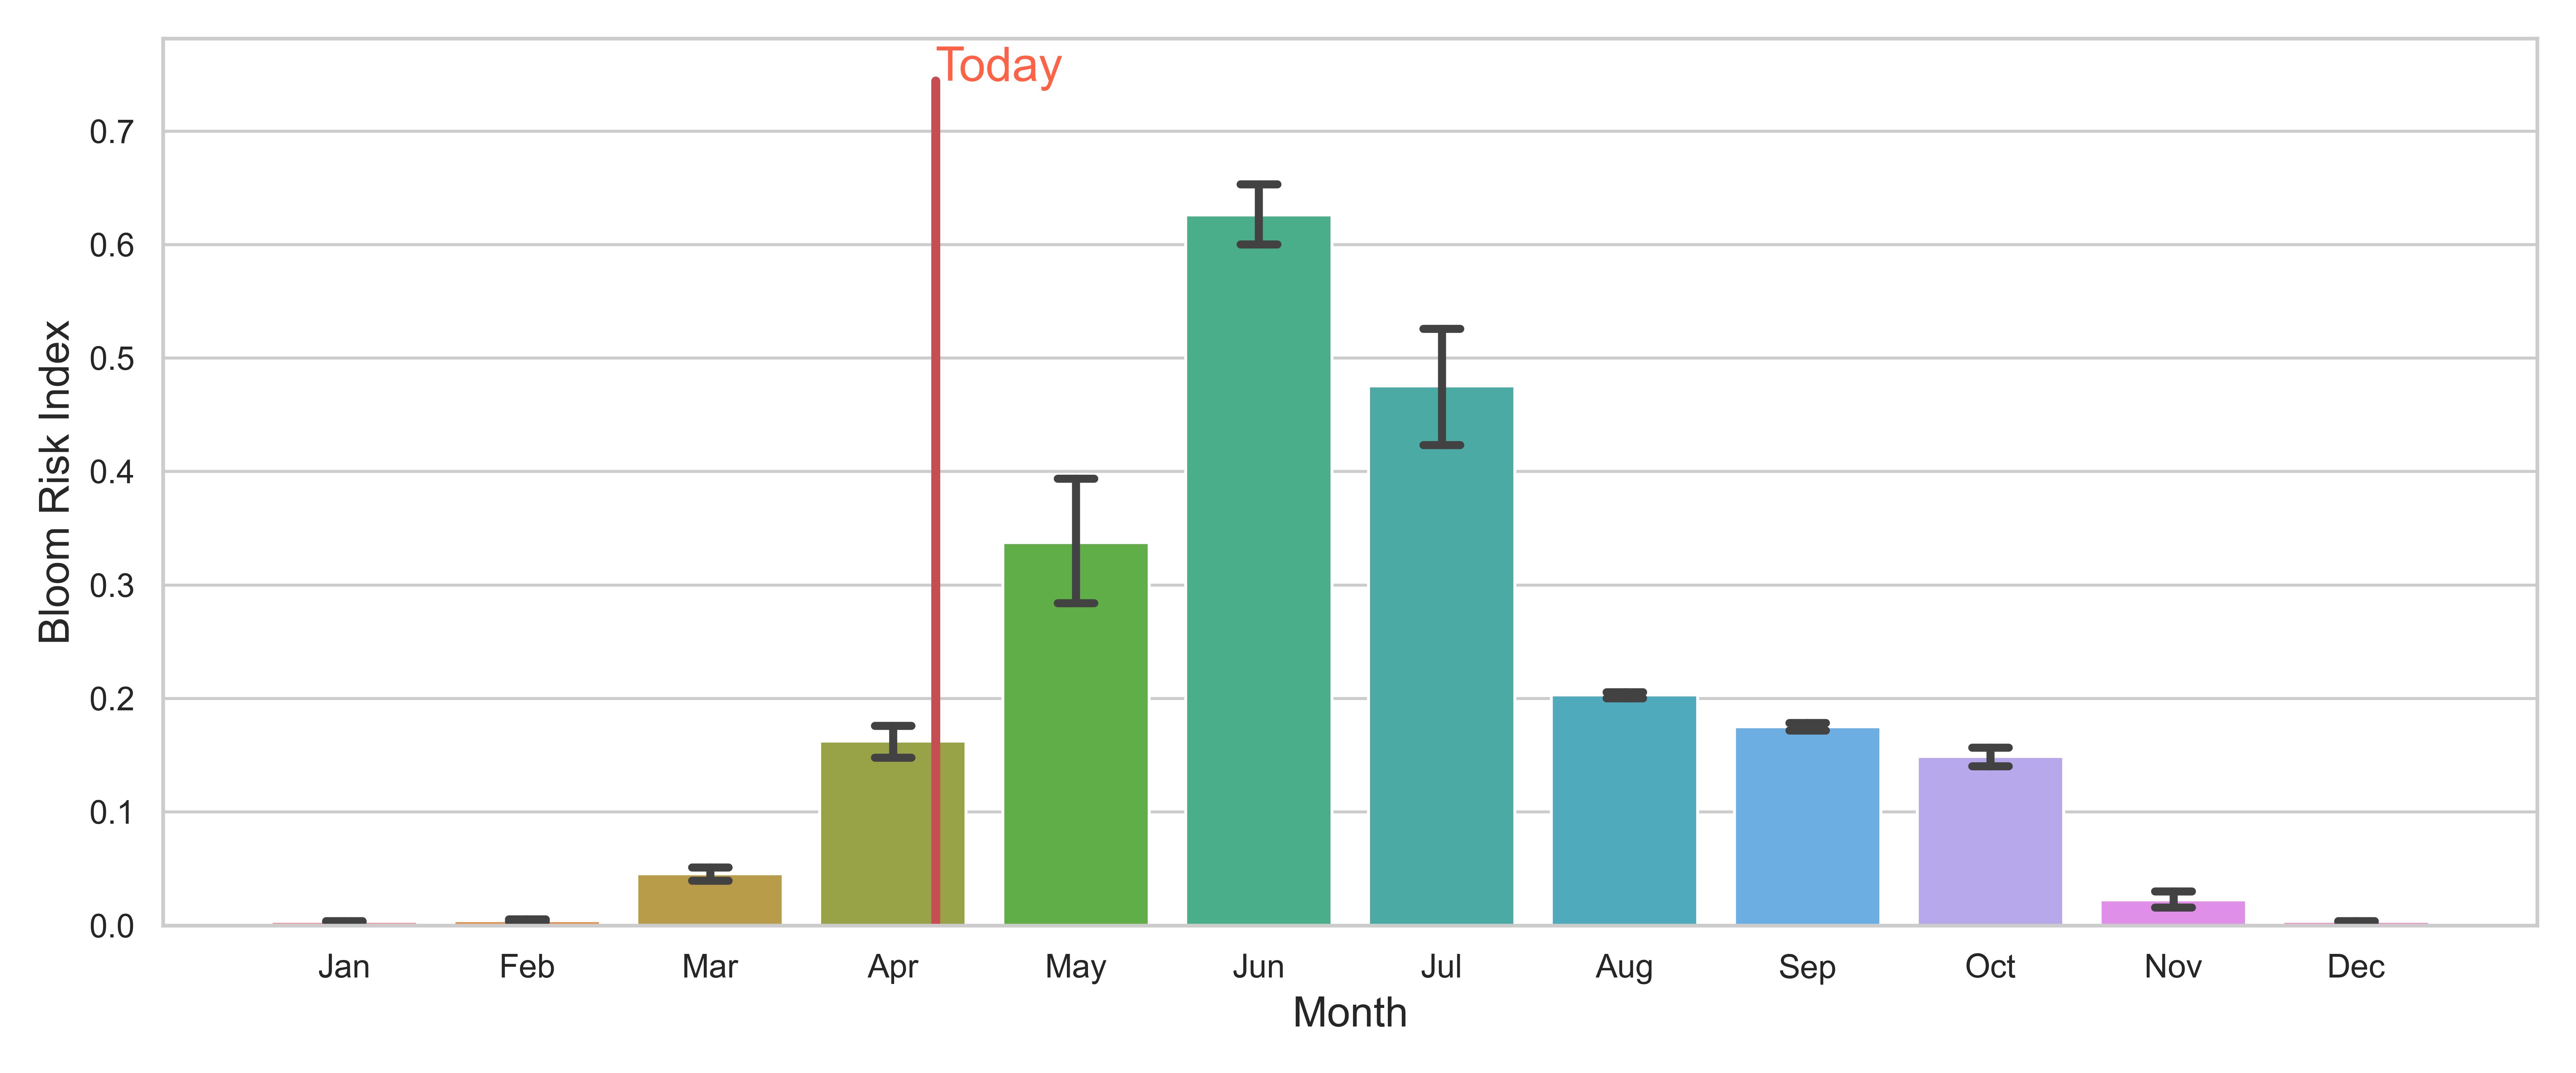 Today
Bloom Risk Index
0.7
0.6
0.5
0.4
0.3
0.2
0.1
0.0
Jan Feb Mar Apr May Jun Jul Aug Sep Oct Nov Dec
Month